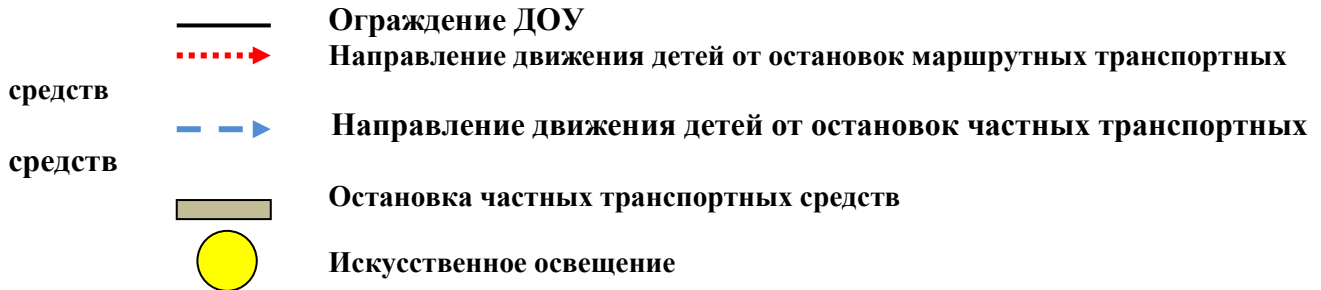 Ограждение ДОУ
Направление движения детей от остановок маршрутных транспортных
средств
Направление движения детей от остановок частных транспортных
средств
Остановка частных транспортных средств
Искусственное освещение